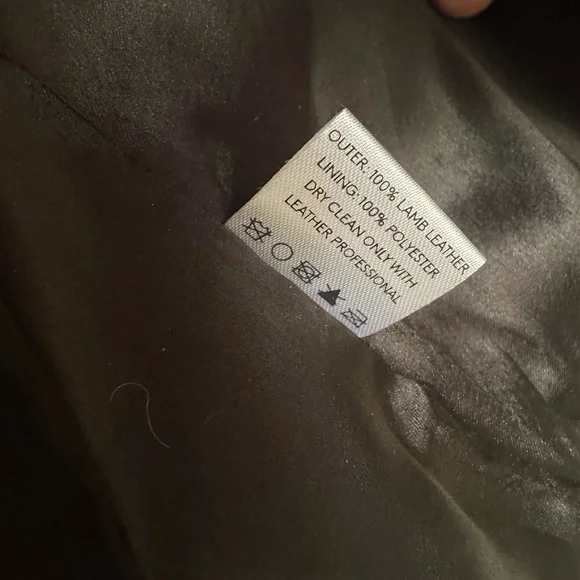 OUTER: 100% LAMB LEATHER
LINING: 100% POLYESTER
DRY CLEAN ONLY WITH
LEATHER PROFESSIONAL